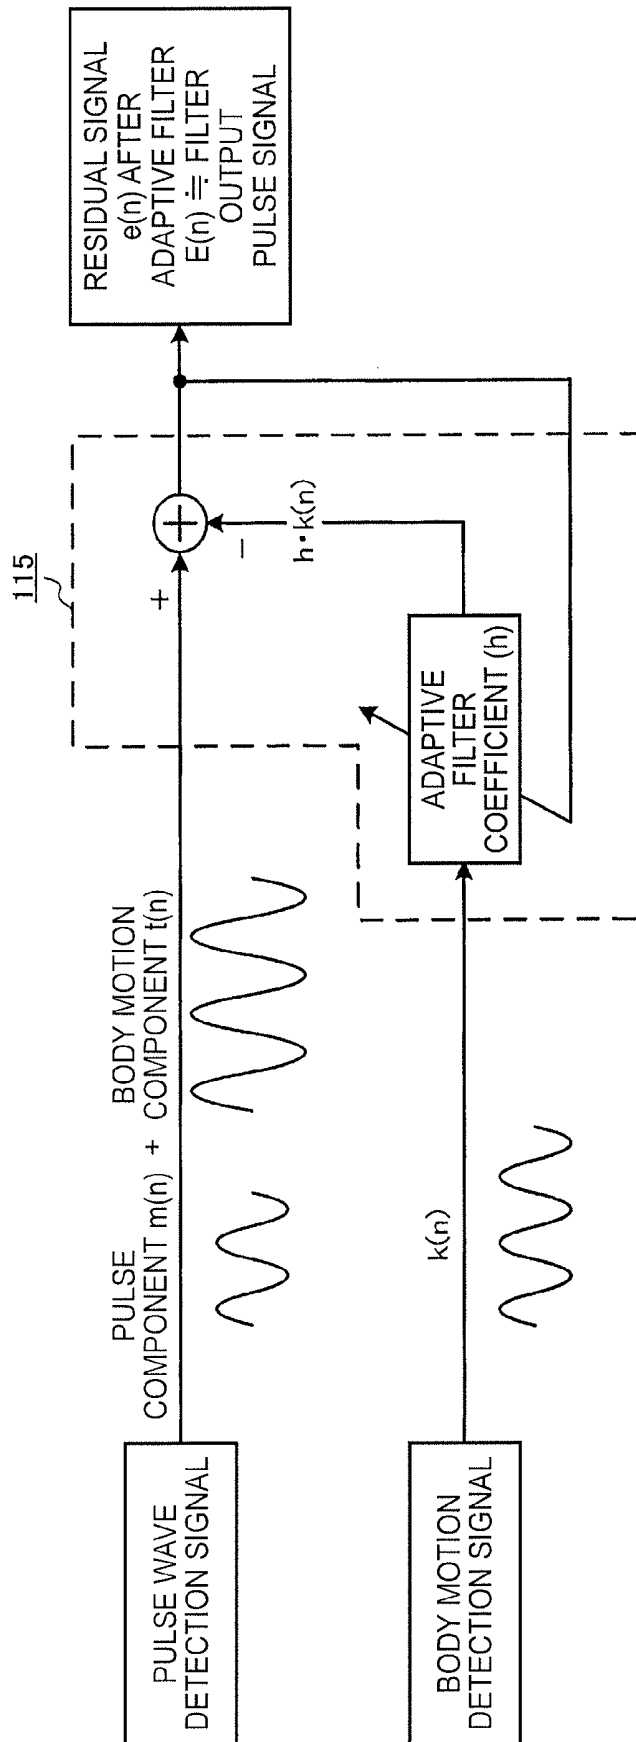 PULSE WAVE
DETECTION SIGNAL
PULSE
COMPONENT m(n) +
BODY MOTION
COMPONENT t(n)
115
+
−
h·k(n)
RESIDUAL SIGNAL
e(n) AFTER
ADAPTIVE FILTER
E(n) ≒ FILTER
OUTPUT
PULSE SIGNAL
BODY MOTION
DETECTION SIGNAL
k(n)
ADAPTIVE
FILTER
COEFFICIENT (h)